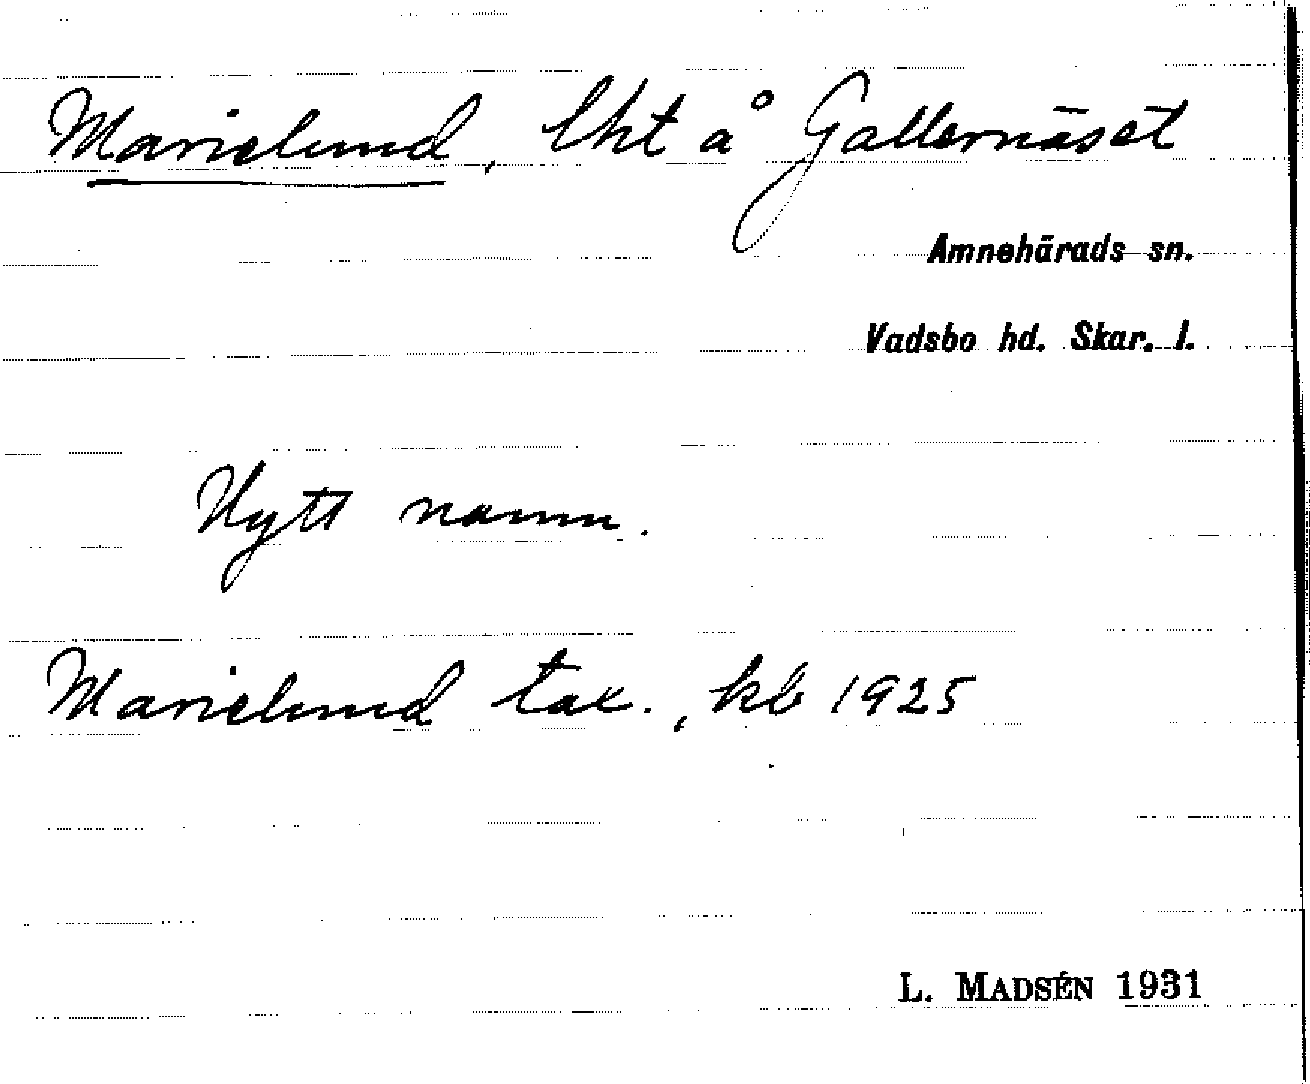 Marielund, lht å Gallernäset
Amnehärads sn.
Vadsbo hd. Skar. l.
Nytt namn.
Marielund tax., kb 1925
L. MADSÉN 1931